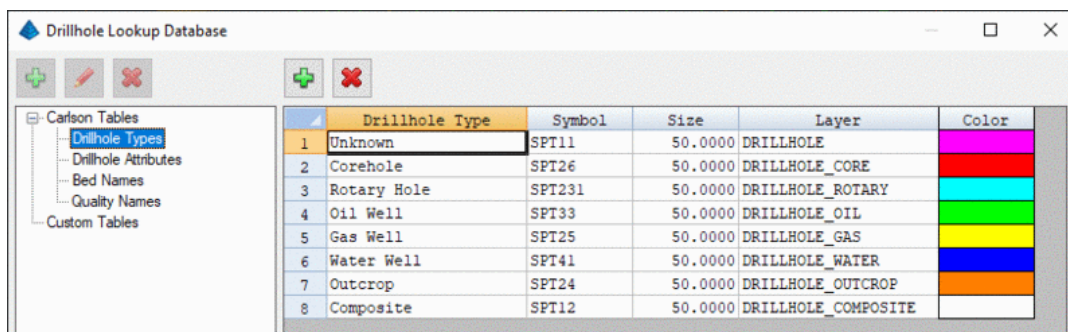 Drillhole Lookup Database
Carlson Tables
Drillhole Types
Drillhole Attributes
Bed Names
Quality Names
Custom Tables
Drillhole Type Symbol Size Layer Color
1 Unknown SPT11 50.0000 DRILLHOLE
2 Corehole SPT26 50.0000 DRILLHOLE_CORE
3 Rotary Hole SPT231 50.0000 DRILLHOLE_ROTARY
4 Oil Well SPT33 50.0000 DRILLHOLE_OIL
5 Gas Well SPT25 50.0000 DRILLHOLE_GAS
6 Water Well SPT41 50.0000 DRILLHOLE_WATER
7 Outcrop SPT24 50.0000 DRILLHOLE_OUTCROP
8 Composite SPT12 50.0000 DRILLHOLE_COMPOSITE